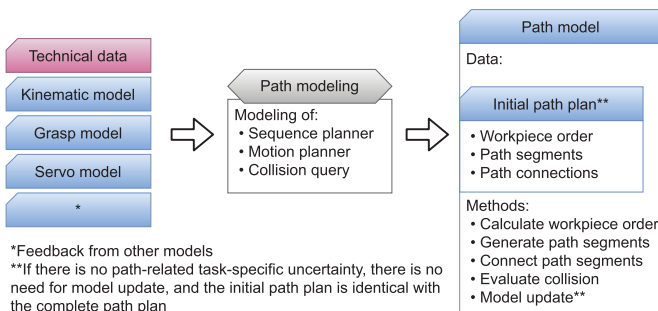 Technical data
Kinematic model
Grasp model
Servo model
*
Path modeling
Modeling of:
• Sequence planner
• Motion planner
• Collision query
Path model
Data:
Initial path plan**
• Workpiece order
• Path segments
• Path connections
Methods:
• Calculate workpiece order
• Generate path segments
• Connect path segments
• Evaluate collision
• Model update**
*Feedback from other models
**If there is no path-related task-specific uncertainty, there is no
need for model update, and the initial path plan is identical with
the complete path plan